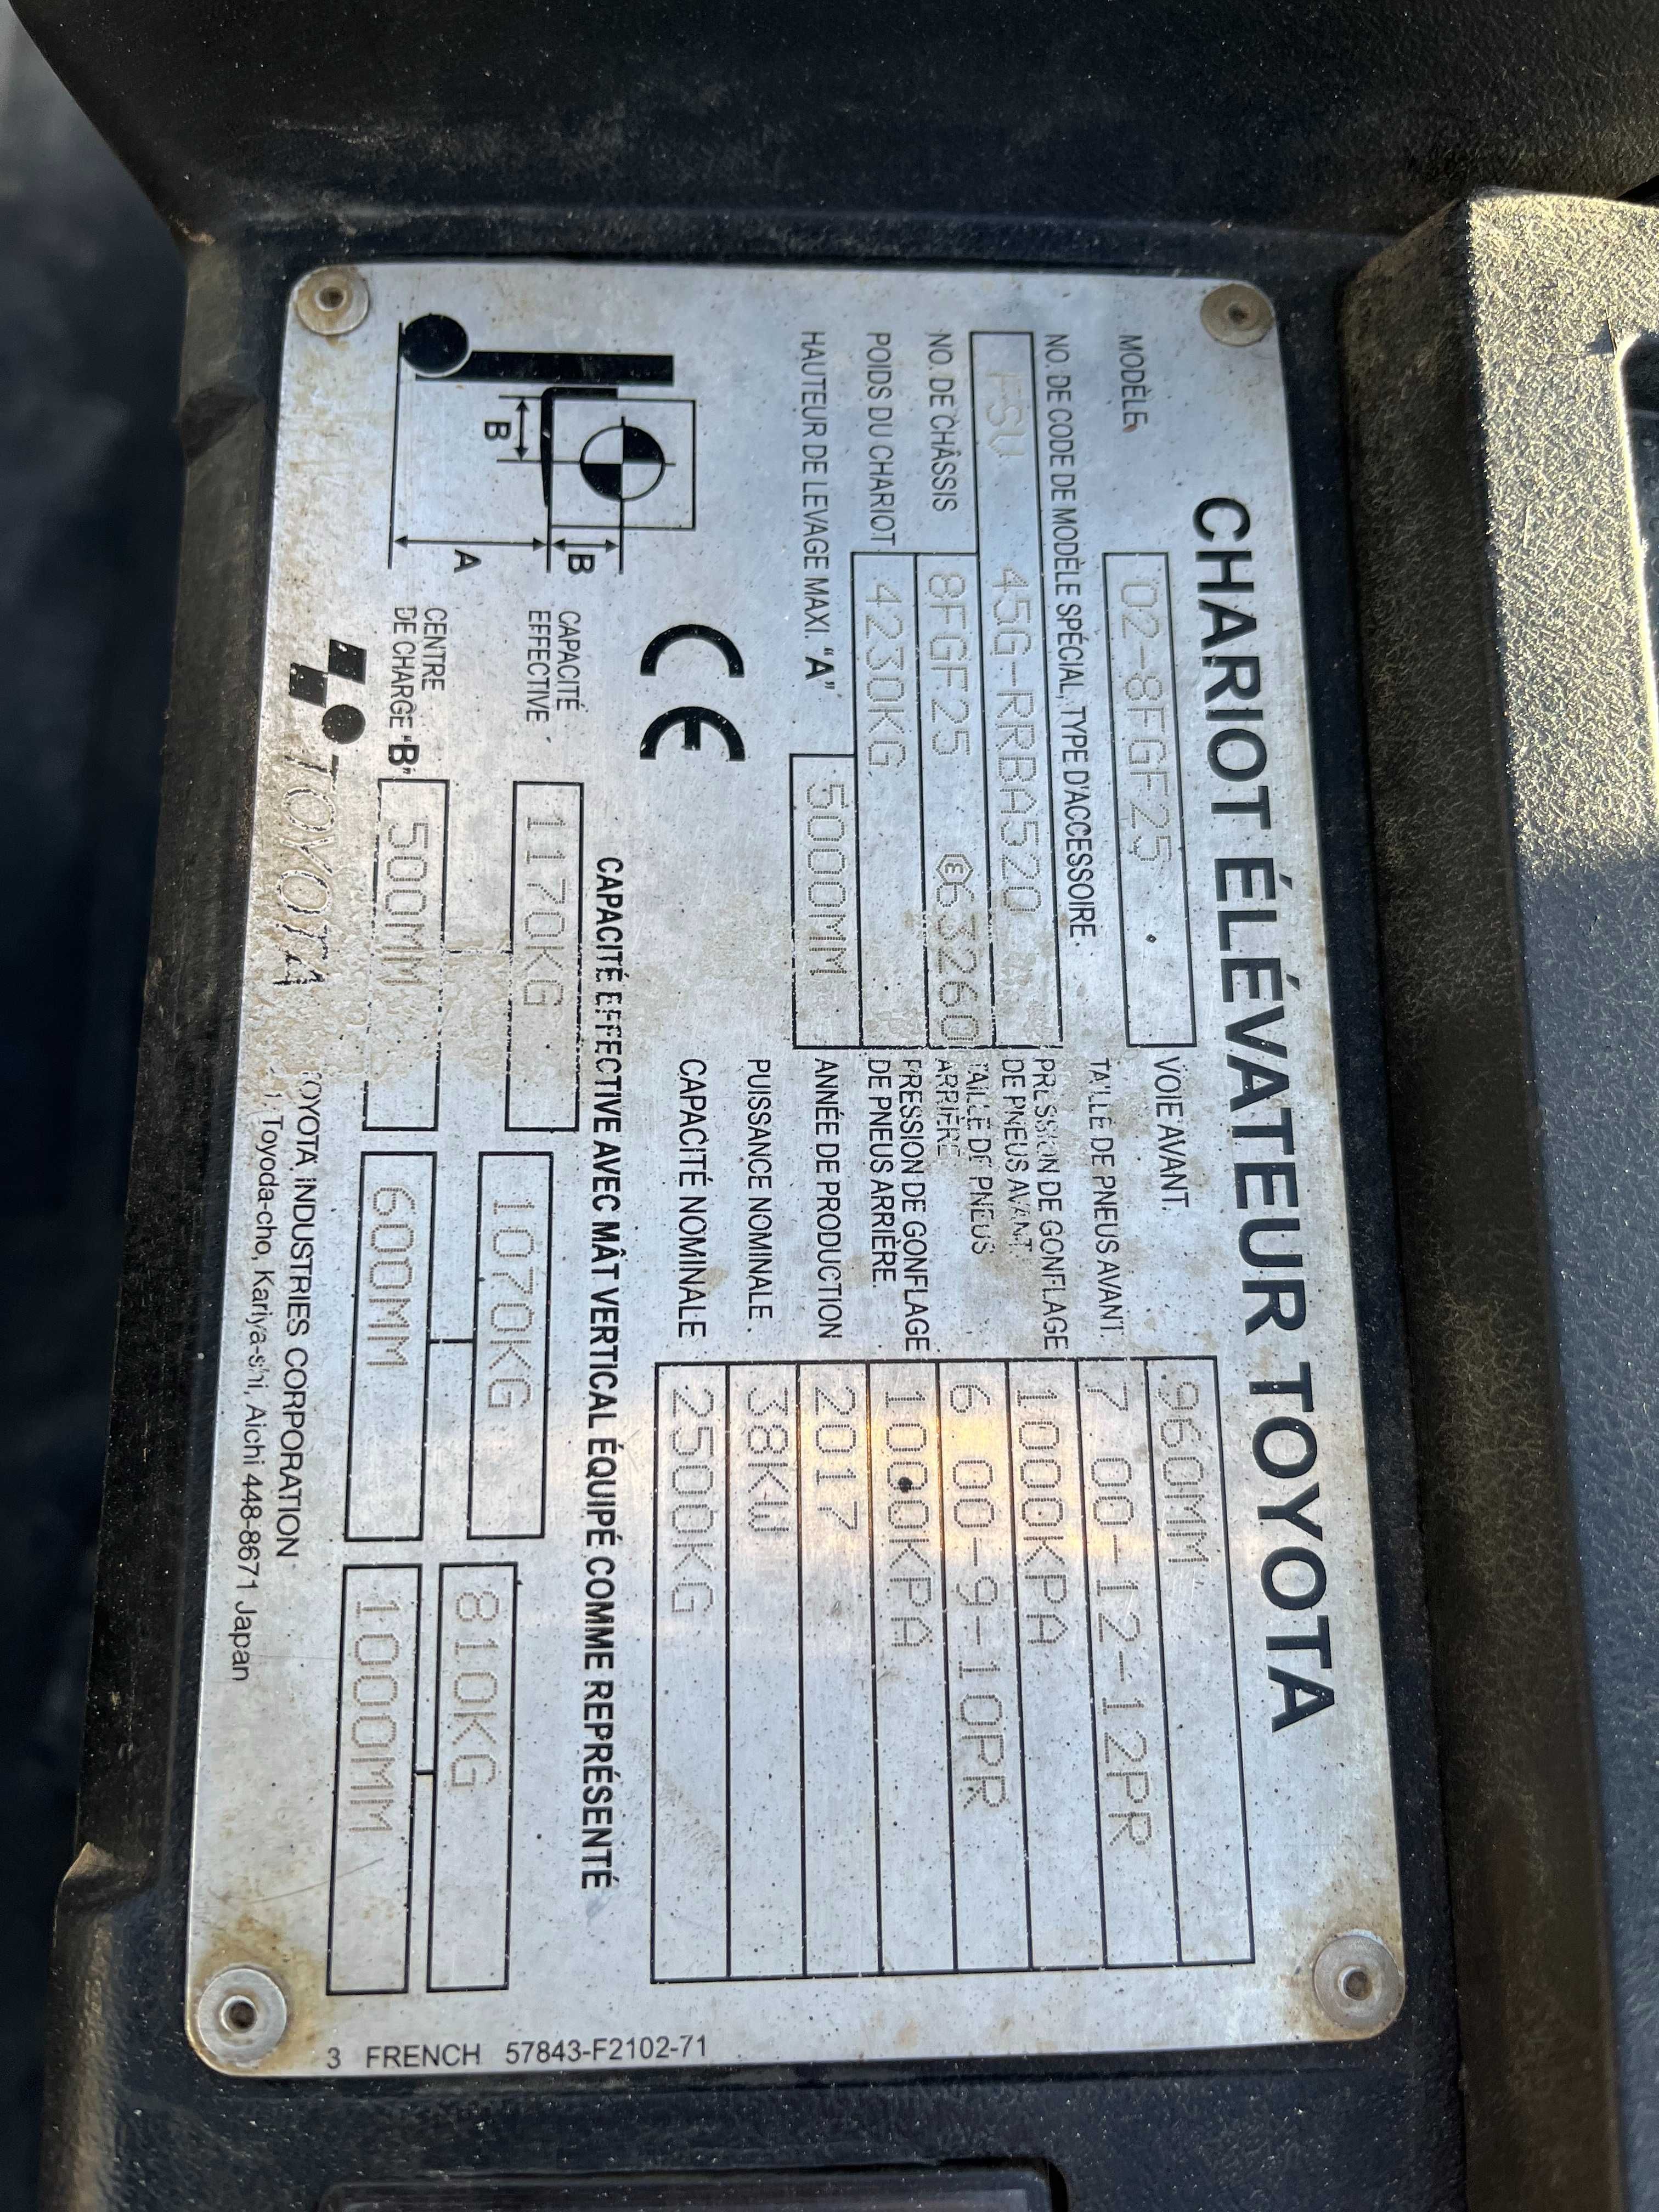 CHARIOT ÉLÉVATEUR TOYOTA
MODÈLE. 02-8FGF25
NO. DE CODE DE MODÈLE SPÉCIAL, TYPE D'ACCESSOIRE.
FSV 45G-RRBA520
NO. DE CHÂSSIS 8FGF25 E63260
POIDS DU CHARIOT 4230KG
HAUTEUR DE LEVAGE MAXI. "A" 5000MM
VOIE AVANT. 960MM
TAILLE DE PNEUS AVANT. 7 00-12-12PR
PRESSION DE GONFLAGE DE PNEUS AVANT. 1000KPA
TAILLE DE PNEUS ARRIÈRE. 6 00-9-10PR
PRESSION DE GONFLAGE DE PNEUS ARRIÈRE. 1000KPA
ANNÉE DE PRODUCTION 2017
PUISSANCE NOMINALE. 38KW
CAPACITÉ NOMINALE 2500KG
CE
CAPACITÉ EFFECTIVE AVEC MÂT VERTICAL ÉQUIPÉ COMME REPRÉSENTÉ
B
B
A
CAPACITÉ EFFECTIVE 1170KG 1070KG 810KG
CENTRE DE CHARGE "B" 500MM 600MM 1000MM
TOYOTA
TOYOTA INDUSTRIES CORPORATION
Toyoda-cho, Kariya-shi, Aichi 448-8671 Japan
3 FRENCH 57843-F2102-71